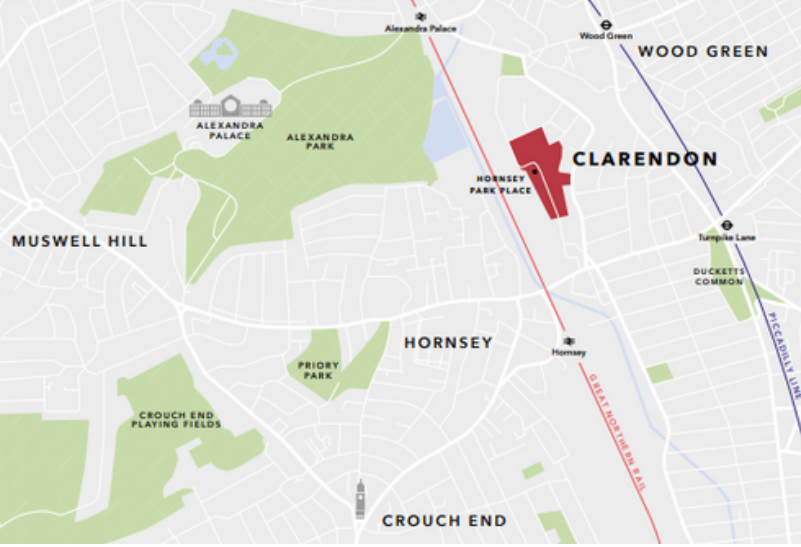 Alexandra Palace
Wood Green
WOOD GREEN
ALEXANDRA
PALACE
ALEXANDRA
PARK
CLARENDON
HORNSEY
PARK PLACE
MUSWELL HILL
Turnpike Lane
DUCKETTS
COMMON
PICCADILLY LINE
HORNSEY
Hornsey
PRIORY
PARK
GREAT NORTHERN RAIL
CROUCH END
PLAYING FIELDS
CROUCH END